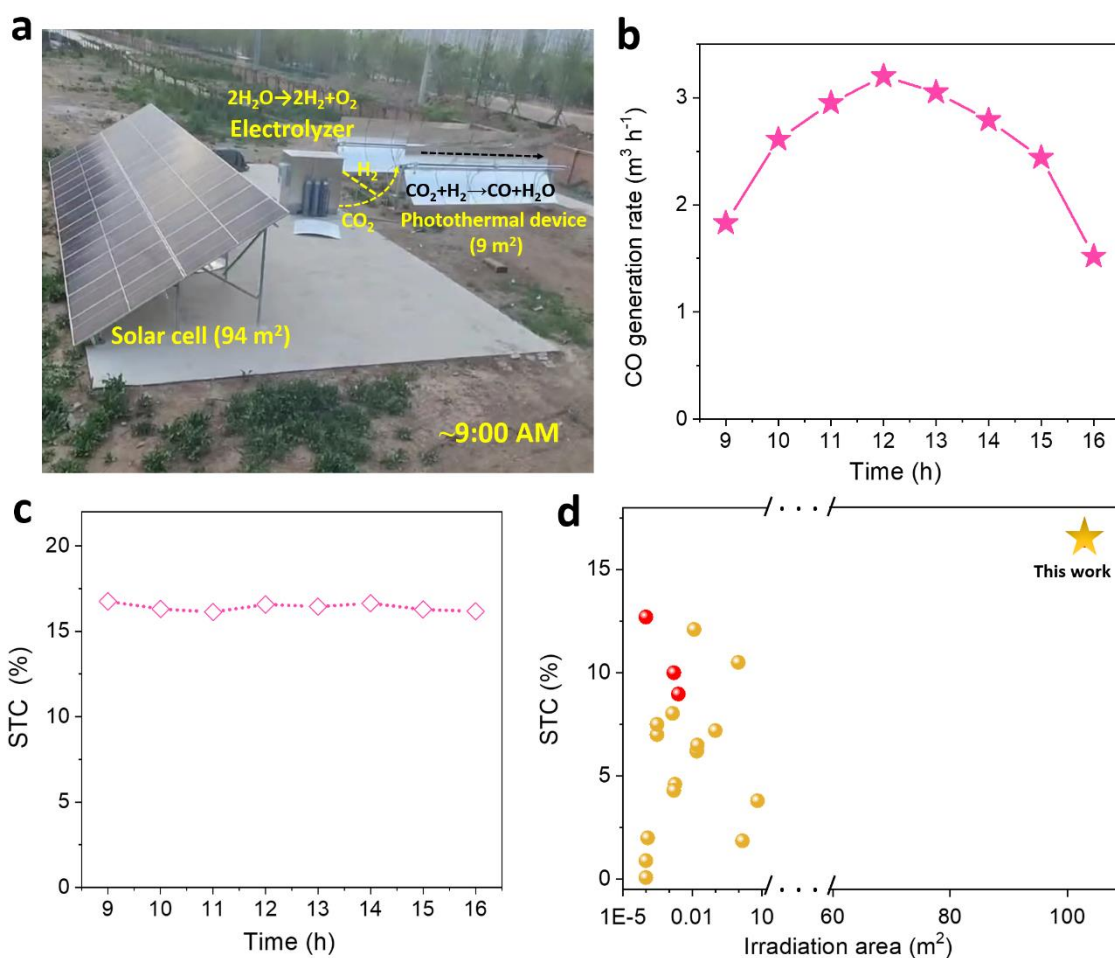 a
2H₂O→2H₂+O₂
Electrolyzer
H₂
CO₂+H₂→CO+H₂O
CO₂
Photothermal device
(9 m²)
Solar cell (94 m²)
~9:00 AM
b
CO generation rate (m³ h⁻¹)
3
2
1
0
9 10 11 12 13 14 15 16
Time (h)
c
STC (%)
20
15
10
5
0
9 10 11 12 13 14 15 16
Time (h)
d
STC (%)
15
10
5
0
This work
1E-5 0.01 10 60 80 100
Irradiation area (m²)